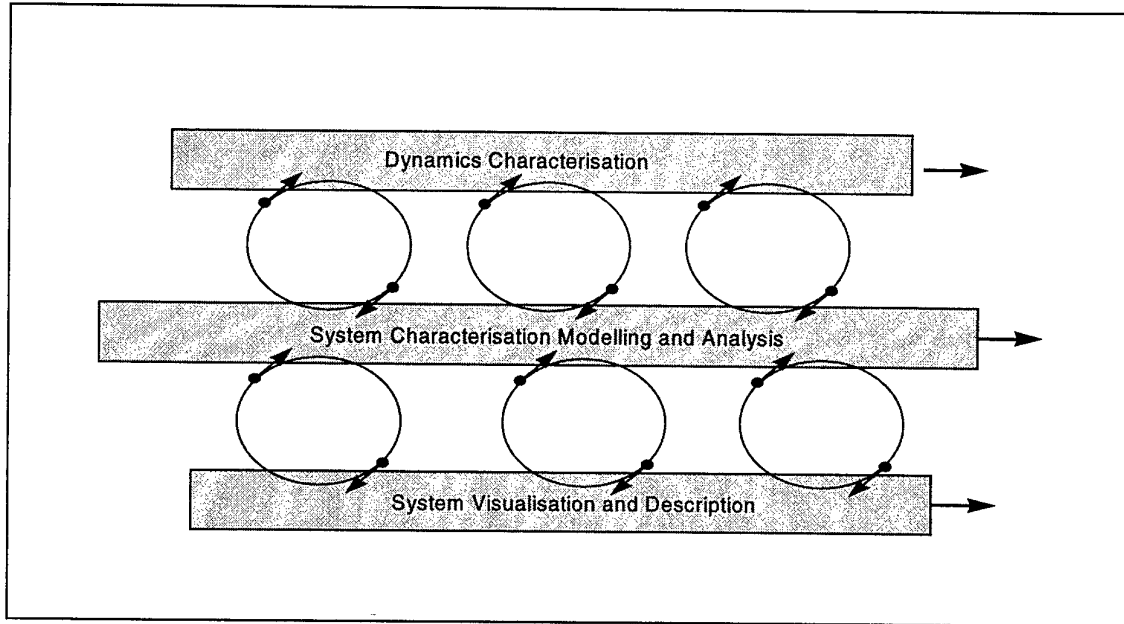 Dynamics Characterisation
System Characterisation Modelling and Analysis
System Visualisation and Description